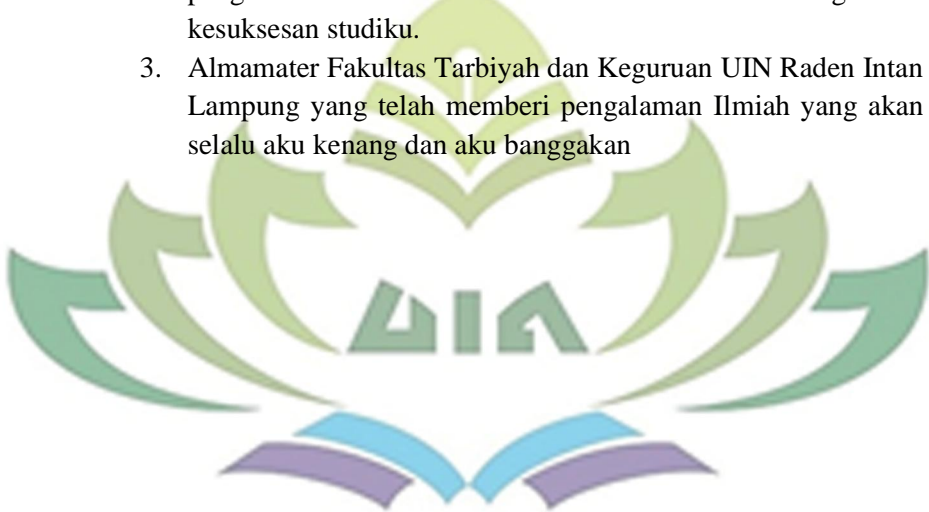 kesuksesan studiku.
3. Almamater Fakultas Tarbiyah dan Keguruan UIN Raden Intan
Lampung yang telah memberi pengalaman Ilmiah yang akan
selalu aku kenang dan aku banggakan
UIN